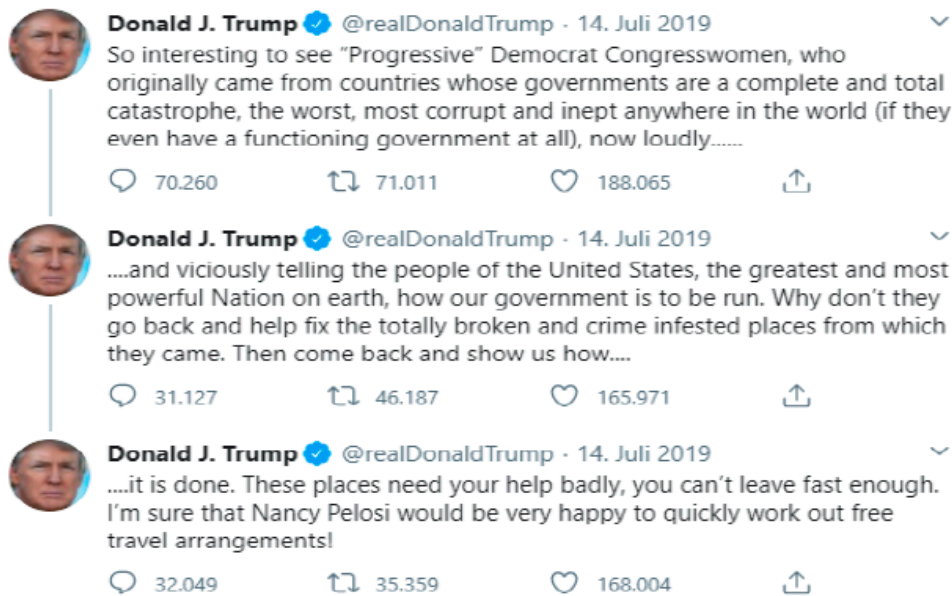 Donald J. Trump @realDonaldTrump · 14. Juli 2019
So interesting to see “Progressive” Democrat Congresswomen, who
originally came from countries whose governments are a complete and total
catastrophe, the worst, most corrupt and inept anywhere in the world (if they
even have a functioning government at all), now loudly......
70.260 71.011 188.065
Donald J. Trump @realDonaldTrump · 14. Juli 2019
....and viciously telling the people of the United States, the greatest and most
powerful Nation on earth, how our government is to be run. Why don’t they
go back and help fix the totally broken and crime infested places from which
they came. Then come back and show us how....
31.127 46.187 165.971
Donald J. Trump @realDonaldTrump · 14. Juli 2019
....it is done. These places need your help badly, you can’t leave fast enough.
I’m sure that Nancy Pelosi would be very happy to quickly work out free
travel arrangements!
32.049 35.359 168.004